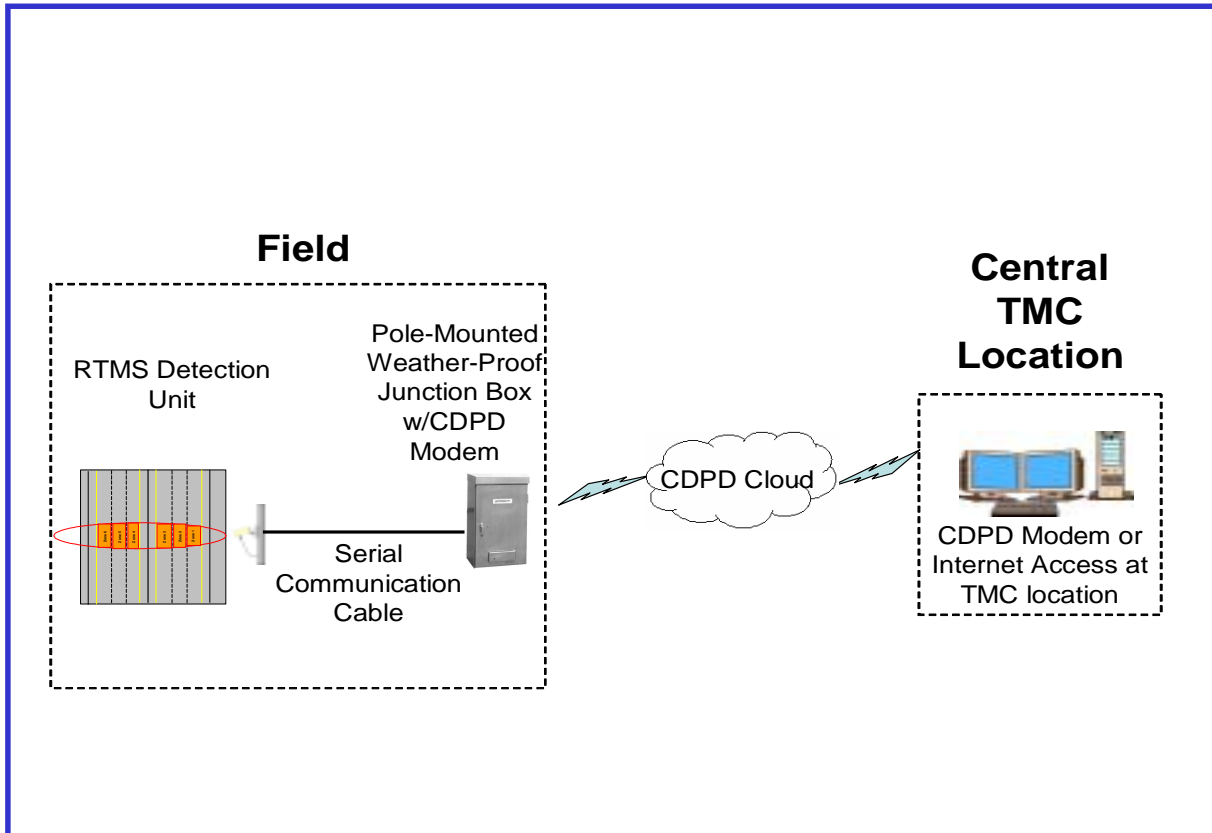 Field
Central
TMC
Location
RTMS Detection
Unit
Pole-Mounted
Weather-Proof
Junction Box
w/CDPD
Modem
Serial
Communication
Cable
CDPD Cloud
CDPD Modem or
Internet Access at
TMC location